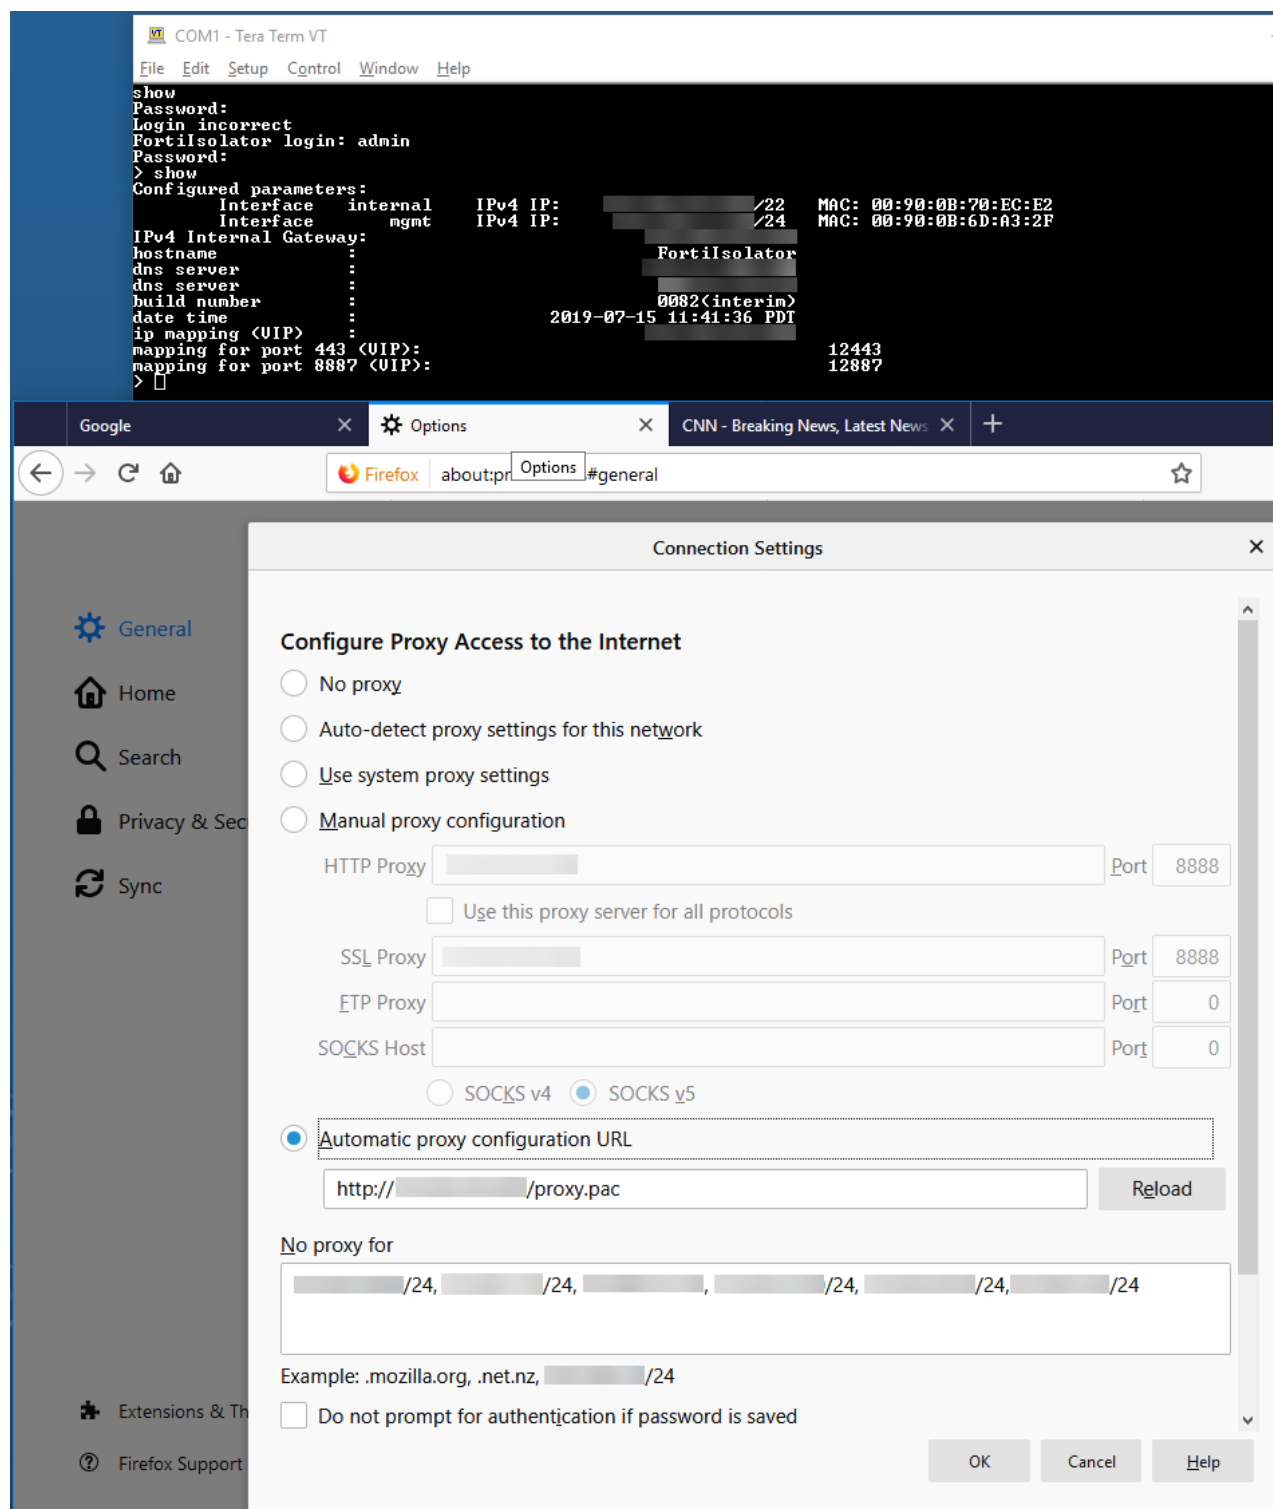 COM1 - Tera Term VT
File Edit Setup Control Window Help
show
Password:
Login incorrect
FortiIsolator login: admin
Password:
> show
Configured parameters:
Interface internal IPv4 IP: /22 MAC: 00:90:0B:70:EC:E2
Interface mgmt IPv4 IP: /24 MAC: 00:90:0B:6D:A3:2F
IPv4 Internal Gateway:
hostname : FortiIsolator
dns server :
dns server :
build number : 0082(interim)
date time : 2019-07-15 11:41:36 PDT
ip mapping (VIP) :
mapping for port 443 (VIP): 12443
mapping for port 8887 (VIP): 12887
>
Google Options CNN - Breaking News, Latest News
Options
Firefox about:pr #general
Connection Settings
General
Home
Search
Privacy & Sec
Sync
Extensions & Th
Firefox Support
Configure Proxy Access to the Internet
No proxy
Auto-detect proxy settings for this network
Use system proxy settings
Manual proxy configuration
HTTP Proxy Port 8888
Use this proxy server for all protocols
SSL Proxy Port 8888
FTP Proxy Port 0
SOCKS Host Port 0
SOCKS v4 SOCKS v5
Automatic proxy configuration URL
http:// /proxy.pac Reload
No proxy for
/24, /24, , /24, /24, /24
Example: .mozilla.org, .net.nz, /24
Do not prompt for authentication if password is saved
OK Cancel Help